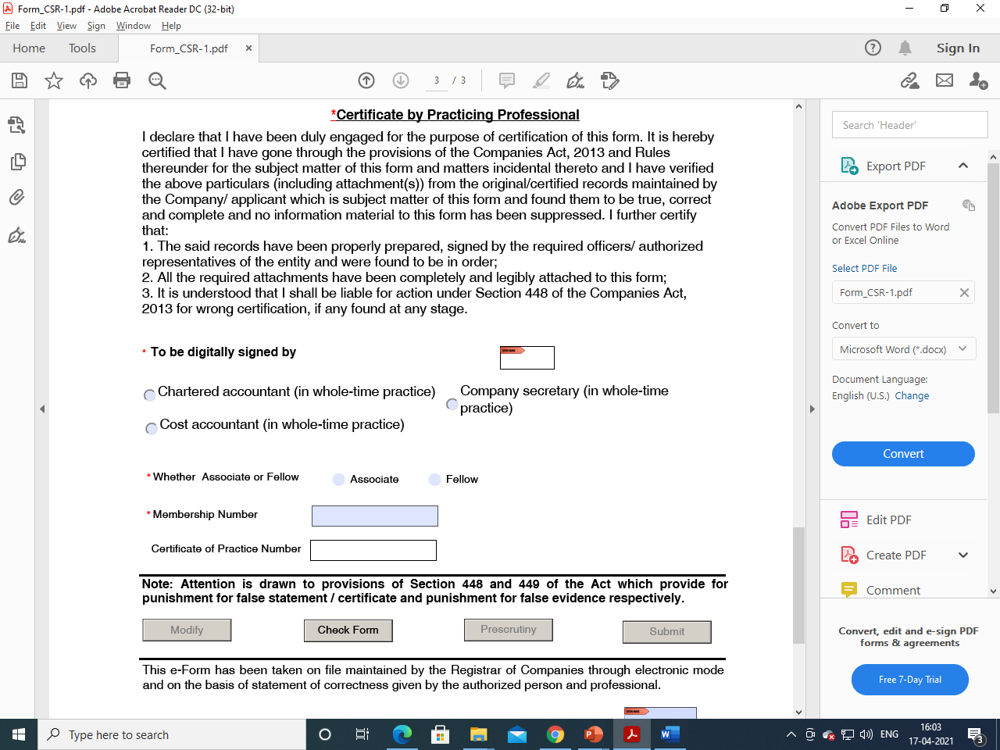 Form_CSR-1.pdf - Adobe Acrobat Reader DC (32-bit)
File Edit View Sign Window Help
Home Tools Form_CSR-1.pdf × Sign In
3 / 3
*Certificate by Practicing Professional
I declare that I have been duly engaged for the purpose of certification of this form. It is hereby
certified that I have gone through the provisions of the Companies Act, 2013 and Rules
thereunder for the subject matter of this form and matters incidental thereto and I have verified
the above particulars (including attachment(s)) from the original/certified records maintained by
the Company/ applicant which is subject matter of this form and found them to be true, correct
and complete and no information material to this form has been suppressed. I further certify
that:
1. The said records have been properly prepared, signed by the required officers/ authorized
representatives of the entity and were found to be in order;
2. All the required attachments have been completely and legibly attached to this form;
3. It is understood that I shall be liable for action under Section 448 of the Companies Act,
2013 for wrong certification, if any found at any stage.
* To be digitally signed by
Chartered accountant (in whole-time practice)
Company secretary (in whole-time
practice)
Cost accountant (in whole-time practice)
* Whether Associate or Fellow Associate Fellow
* Membership Number
Certificate of Practice Number
Note: Attention is drawn to provisions of Section 448 and 449 of the Act which provide for
punishment for false statement / certificate and punishment for false evidence respectively.
Modify Check Form Prescrutiny Submit
This e-Form has been taken on file maintained by the Registrar of Companies through electronic mode
and on the basis of statement of correctness given by the authorized person and professional.
Search 'Header'
Export PDF
Adobe Export PDF
Convert PDF Files to Word
or Excel Online
Select PDF File
Form_CSR-1.pdf
Convert to
Microsoft Word (*.docx)
Document Language:
English (U.S.) Change
Convert
Edit PDF
Create PDF
Comment
Convert, edit and e-sign PDF
forms & agreements
Free 7-Day Trial
Type here to search
ENG
16:03
17-04-2021
3